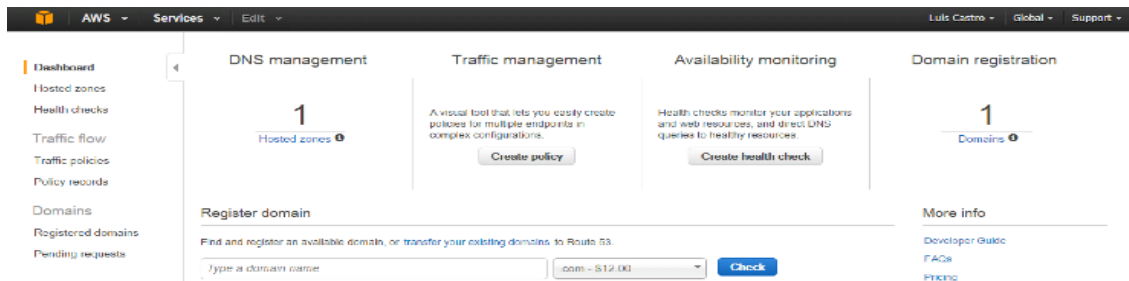 AWS Services Edit Luis Castro Global Support
Dashboard
Hosted zones
Health checks
Traffic flow
Traffic policies
Policy records
Domains
Registered domains
Pending requests
DNS management
1
Hosted zones
Traffic management
A visual tool that lets you easily create
policies for multiple endpoints in
complex configurations.
Create policy
Availability monitoring
Health checks monitor your applications
and web resources, and direct DNS
queries to healthy resources.
Create health check
Domain registration
1
Domains
Register domain
Find and register an available domain, or transfer your existing domains to Route 53.
Type a domain name
.com - $12.00
Check
More info
Developer Guide
FAQs
Pricing